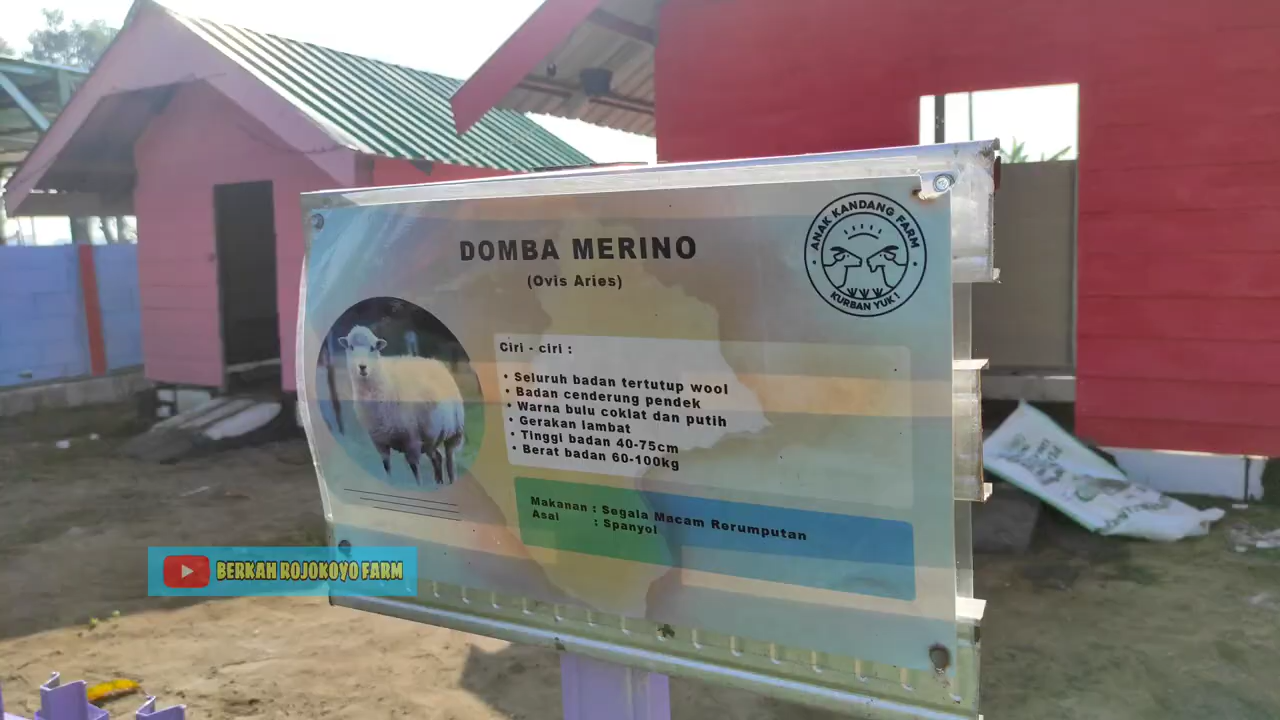 DOMBA MERINO
(Ovis Aries)
ANAK KANDANG FARM
KURBAN YUK!
Ciri - ciri :
• Seluruh badan tertutup wool
• Badan cenderung pendek
• Warna bulu coklat dan putih
• Gerakan lambat
• Tinggi badan 40-75cm
• Berat badan 60-100kg
Makanan : Segala Macam Rerumputan
Asal : Spanyol
BERKAH ROJOKOYO FARM